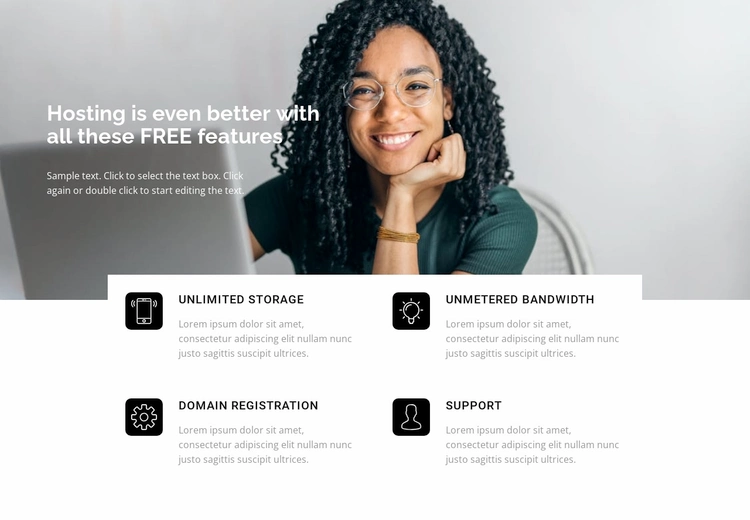 Hosting is even better with
all these FREE features
Sample text. Click to select the text box. Click
again or double click to start editing the text.
UNLIMITED STORAGE
Lorem ipsum dolor sit amet,
consectetur adipiscing elit nullam nunc
justo sagittis suscipit ultrices.
UNMETERED BANDWIDTH
Lorem ipsum dolor sit amet,
consectetur adipiscing elit nullam nunc
justo sagittis suscipit ultrices.
DOMAIN REGISTRATION
Lorem ipsum dolor sit amet,
consectetur adipiscing elit nullam nunc
justo sagittis suscipit ultrices.
SUPPORT
Lorem ipsum dolor sit amet,
consectetur adipiscing elit nullam nunc
justo sagittis suscipit ultrices.